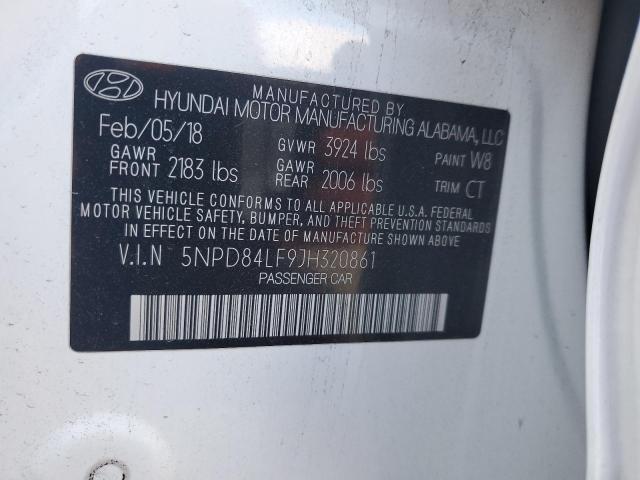 MANUFACTURED BY
HYUNDAI MOTOR MANUFACTURING ALABAMA, LLC
Feb/05/18 GVWR 3924 lbs PAINT W8
GAWR FRONT 2183 lbs GAWR REAR 2006 lbs TRIM CT
THIS VEHICLE CONFORMS TO ALL APPLICABLE U.S.A. FEDERAL
MOTOR VEHICLE SAFETY, BUMPER, AND THEFT PREVENTION STANDARDS
IN EFFECT ON THE DATE OF MANUFACTURE SHOWN ABOVE.
V.I.N 5NPD84LF9JH320861
PASSENGER CAR